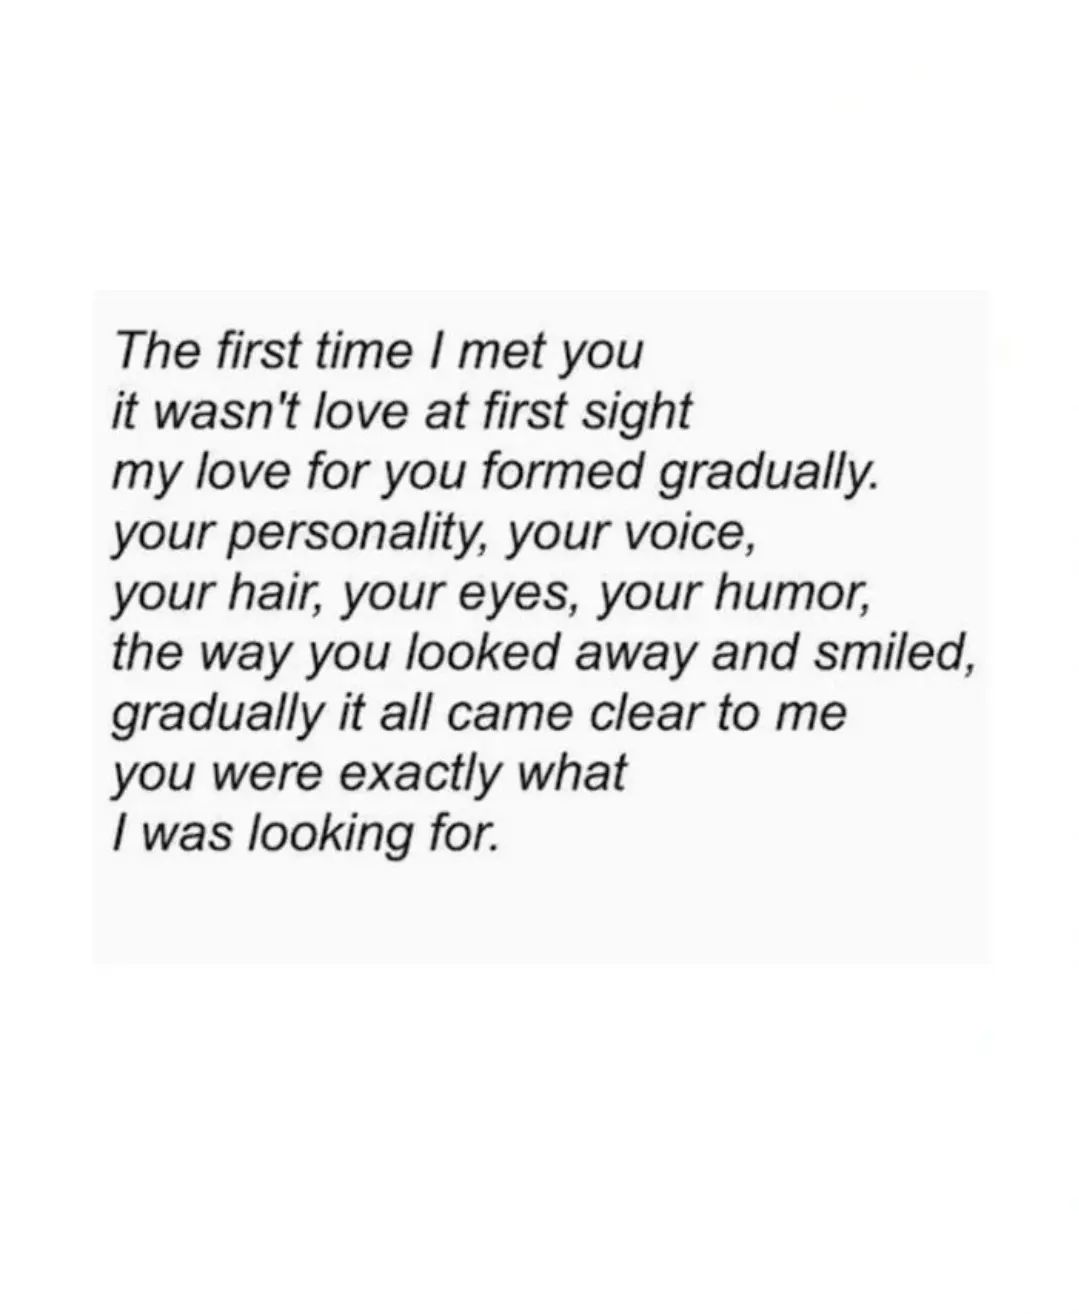 The first time I met you
it wasn't love at first sight
my love for you formed gradually.
your personality, your voice,
your hair, your eyes, your humor,
the way you looked away and smiled,
gradually it all came clear to me
you were exactly what
I was looking for.